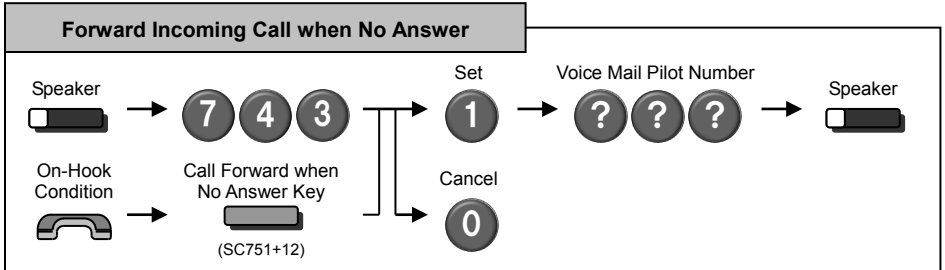 Forward Incoming Call when No Answer
Speaker
7 4 3
Set
1
Voice Mail Pilot Number
? ? ?
Speaker
On-Hook
Condition
Call Forward when
No Answer Key
(SC751+12)
Cancel
0